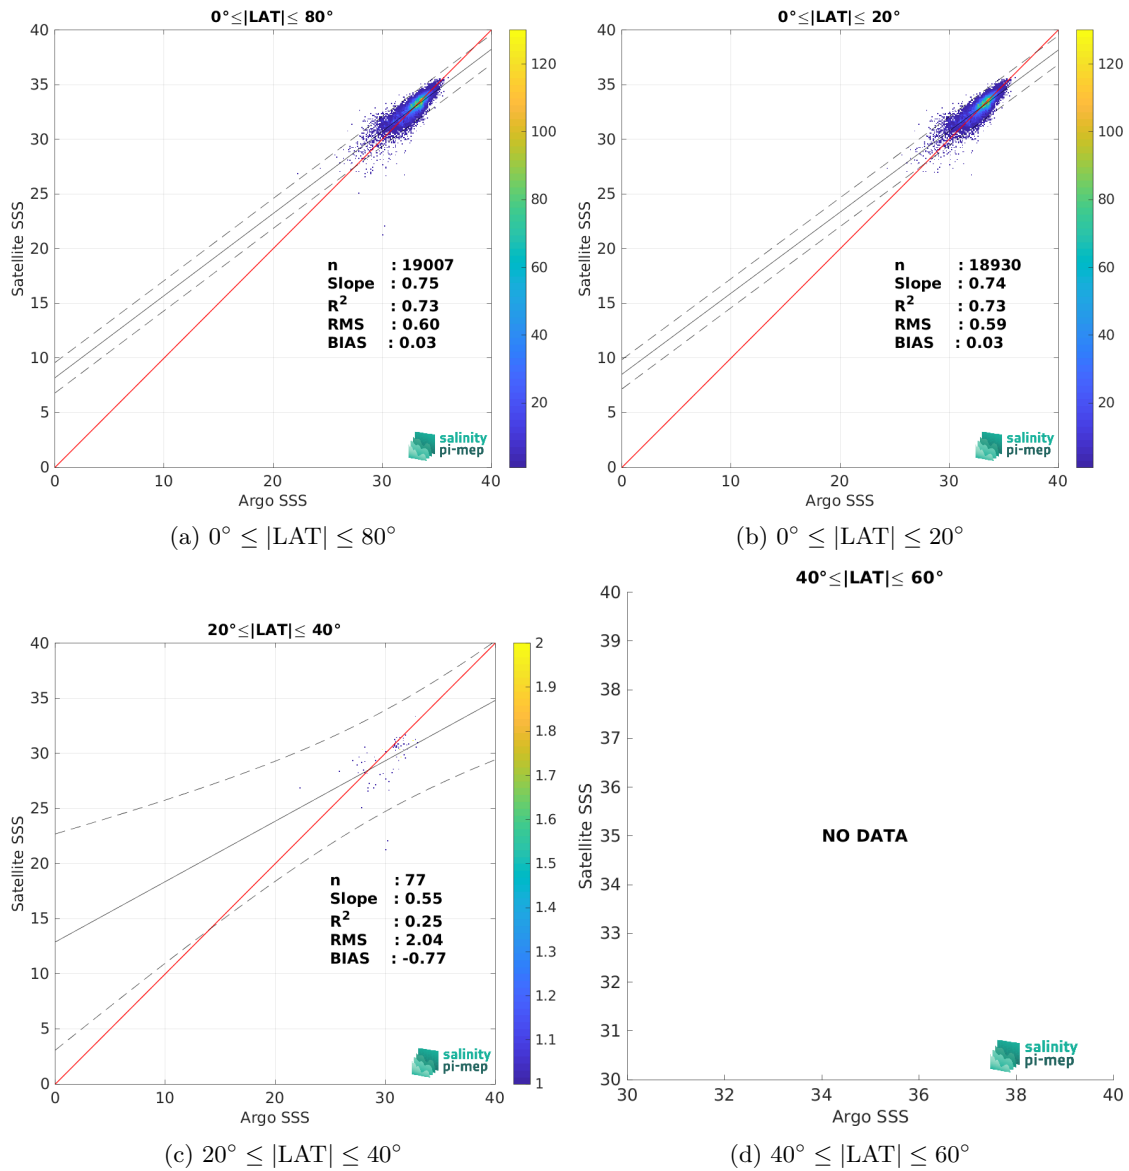 0°≤|LAT|≤ 80°
40
35
30
25
20
15
10
5
0
Satellite SSS
n : 19007
Slope : 0.75
R² : 0.73
RMS : 0.60
BIAS : 0.03
salinity
pi-mep
0 10 20 30 40
Argo SSS
120
100
80
60
40
20
(a) 0° ≤ |LAT| ≤ 80°
0°≤|LAT|≤ 20°
40
35
30
25
20
15
10
5
0
Satellite SSS
n : 18930
Slope : 0.74
R² : 0.73
RMS : 0.59
BIAS : 0.03
salinity
pi-mep
0 10 20 30 40
Argo SSS
120
100
80
60
40
20
(b) 0° ≤ |LAT| ≤ 20°
20°≤|LAT|≤ 40°
40
35
30
25
20
15
10
5
0
Satellite SSS
n : 77
Slope : 0.55
R² : 0.25
RMS : 2.04
BIAS : -0.77
salinity
pi-mep
0 10 20 30 40
Argo SSS
2
1.9
1.8
1.7
1.6
1.5
1.4
1.3
1.2
1.1
1
(c) 20° ≤ |LAT| ≤ 40°
40°≤|LAT|≤ 60°
40
39
38
37
36
35
34
33
32
31
30
Satellite SSS
NO DATA
salinity
pi-mep
30 32 34 36 38 40
Argo SSS
(d) 40° ≤ |LAT| ≤ 60°